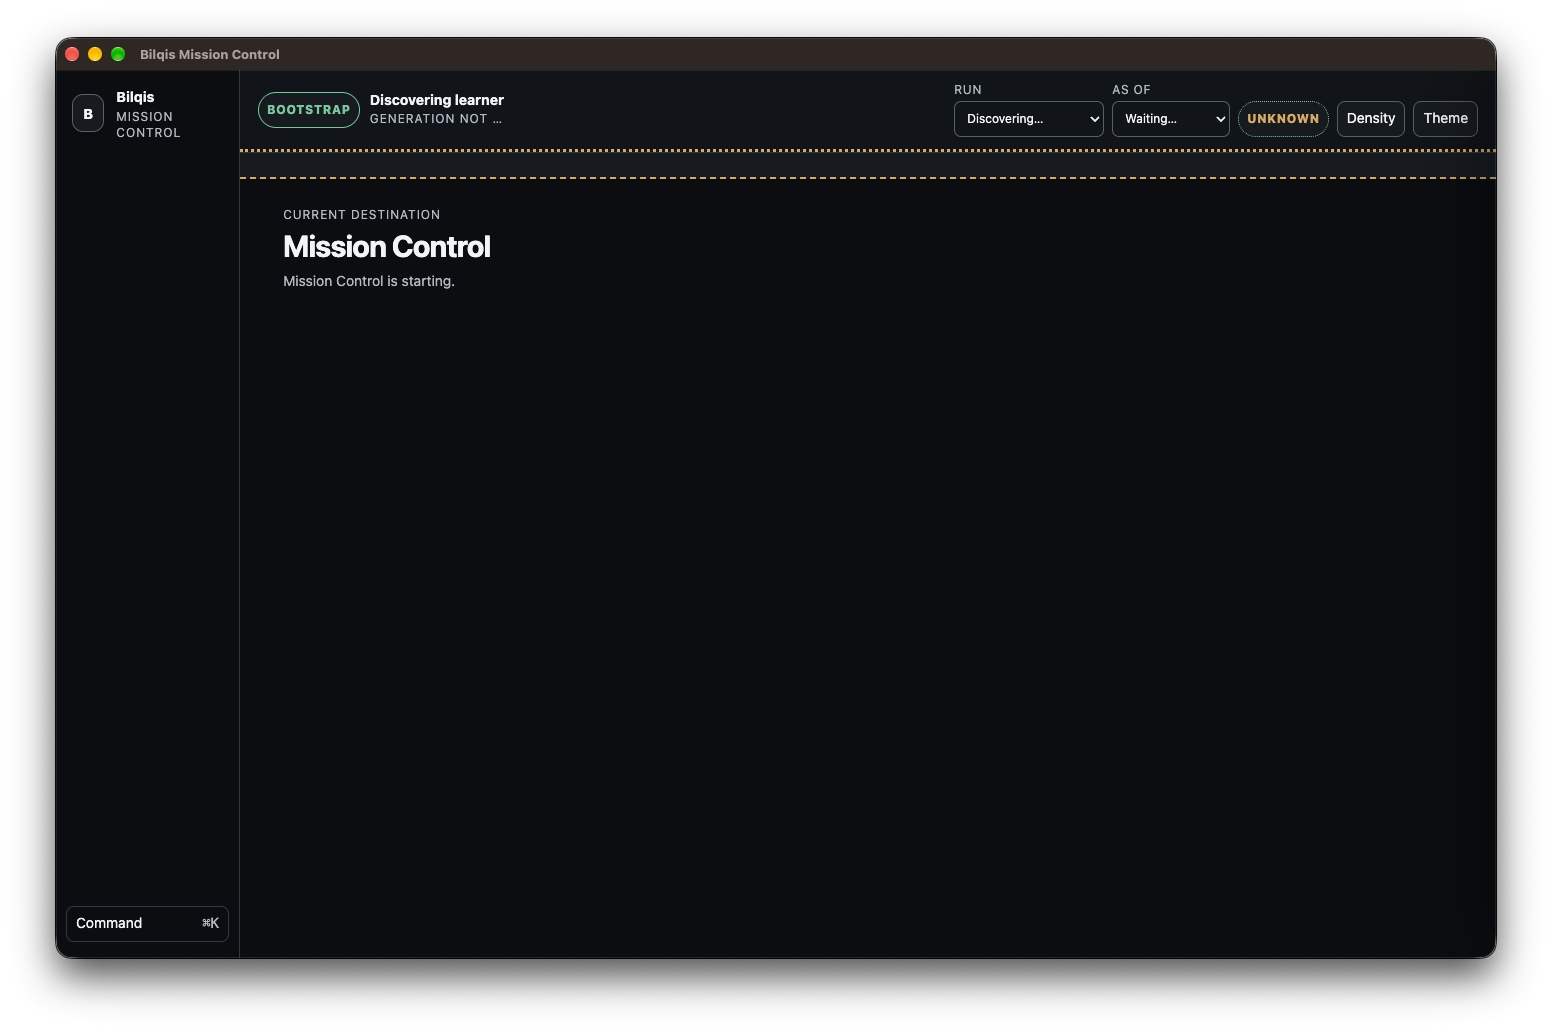 Bilqis Mission Control
B
Bilqis
MISSION
CONTROL
BOOTSTRAP
Discovering learner
GENERATION NOT …
RUN
Discovering…
AS OF
Waiting…
UNKNOWN
Density
Theme
CURRENT DESTINATION
Mission Control
Mission Control is starting.
Command ⌘K